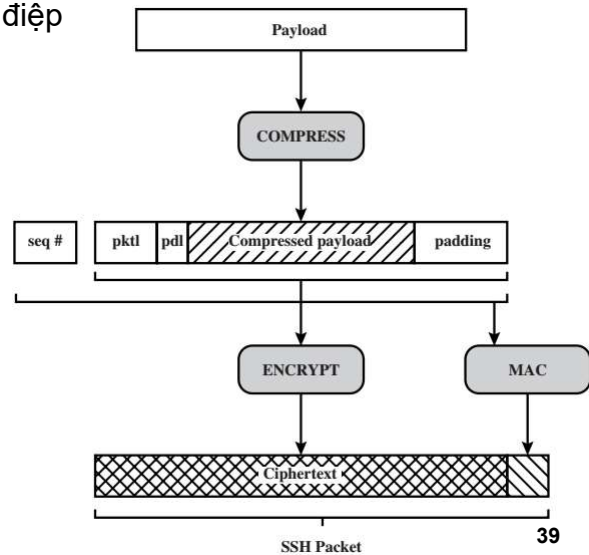 điệp
Payload
COMPRESS
seq # pktl pdl Compressed payload padding
ENCRYPT MAC
Ciphertext
SSH Packet
39